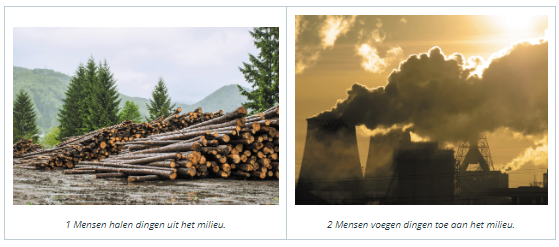 1 Mensen halen dingen uit het milieu.
2 Mensen voegen dingen toe aan het milieu.